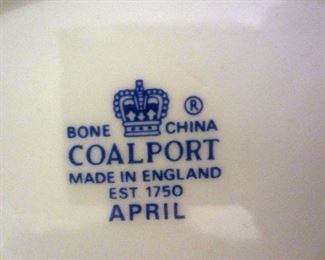 ®
BONE CHINA
COALPORT
MADE IN ENGLAND
EST 1750
APRIL